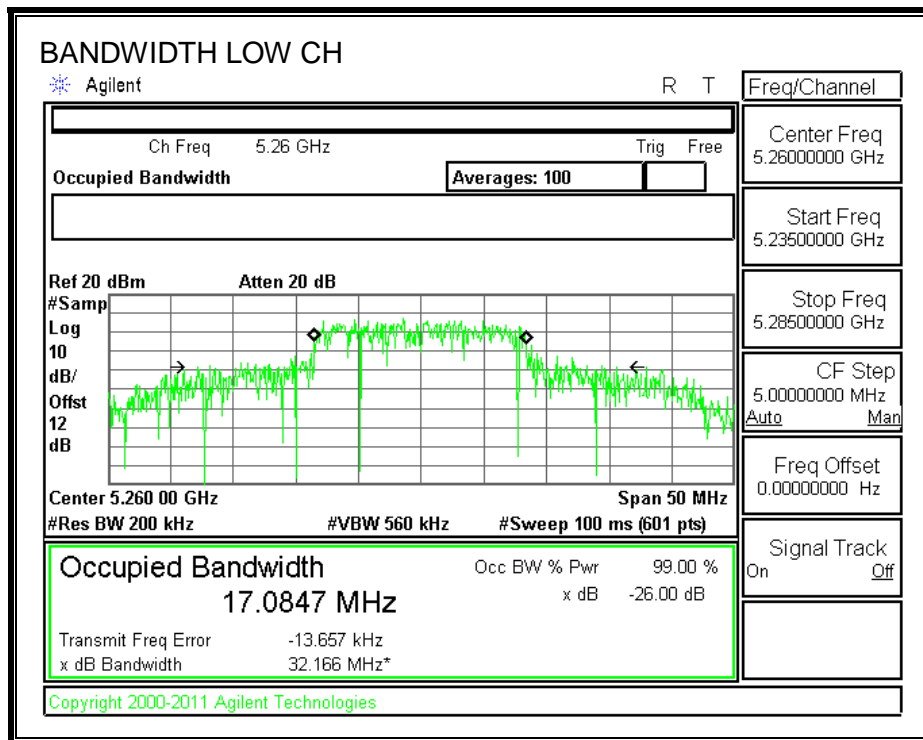 BANDWIDTH LOW CH
Agilent R T
Ch Freq 5.26 GHz Trig Free
Occupied Bandwidth Averages: 100
Ref 20 dBm Atten 20 dB
#Samp
Log
10
dB/
Offst
12
dB
Center 5.260 00 GHz Span 50 MHz
#Res BW 200 kHz #VBW 560 kHz #Sweep 100 ms (601 pts)
Occupied Bandwidth Occ BW % Pwr 99.00 %
17.0847 MHz x dB -26.00 dB
Transmit Freq Error -13.657 kHz
x dB Bandwidth 32.166 MHz*
Copyright 2000-2011 Agilent Technologies
Freq/Channel
Center Freq
5.26000000 GHz
Start Freq
5.23500000 GHz
Stop Freq
5.28500000 GHz
CF Step
5.00000000 MHz
Auto Man
Freq Offset
0.00000000 Hz
Signal Track
On Off